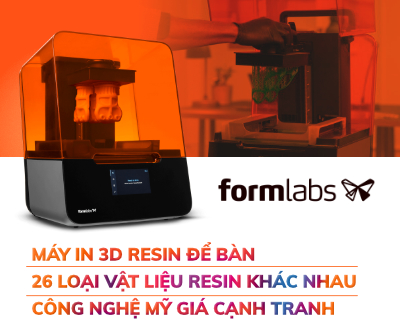 formlabs
MÁY IN 3D RESIN ĐỂ BÀN
26 LOẠI VẬT LIỆU RESIN KHÁC NHAU
CÔNG NGHỆ MỸ GIÁ CẠNH TRANH